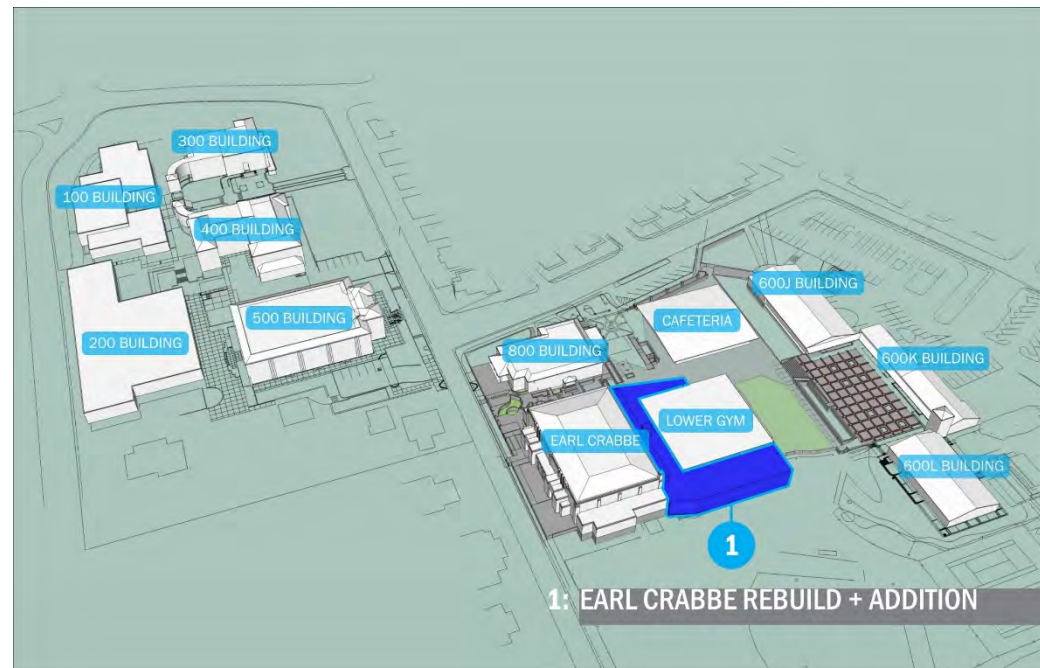 300 BUILDING
100 BUILDING
400 BUILDING
200 BUILDING
500 BUILDING
600J BUILDING
CAFETERIA
800 BUILDING
600K BUILDING
LOWER GYM
EARL CRABBE
600L BUILDING
1
1: EARL CRABBE REBUILD + ADDITION